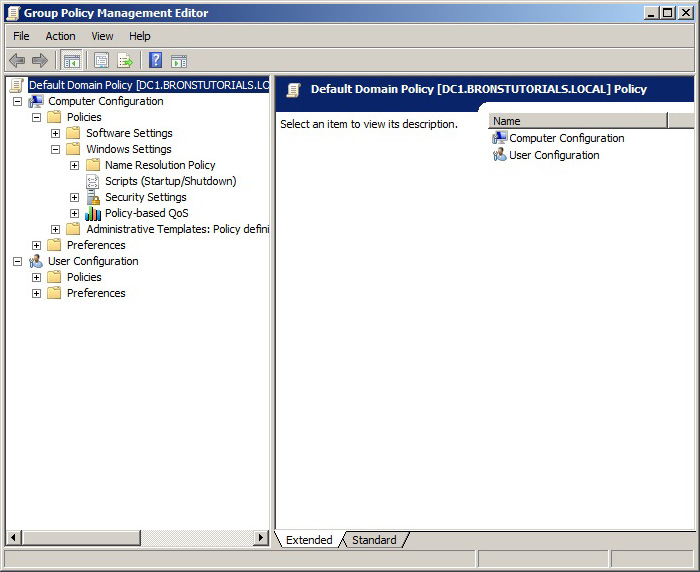 Group Policy Management Editor
File Action View Help
Default Domain Policy [DC1.BRONSTUTORIALS.LO
Computer Configuration
Policies
Software Settings
Windows Settings
Name Resolution Policy
Scripts (Startup/Shutdown)
Security Settings
Policy-based QoS
Administrative Templates: Policy defini
Preferences
User Configuration
Policies
Preferences
Default Domain Policy [DC1.BRONSTUTORIALS.LOCAL] Policy
Select an item to view its description.
Name
Computer Configuration
User Configuration
Extended Standard